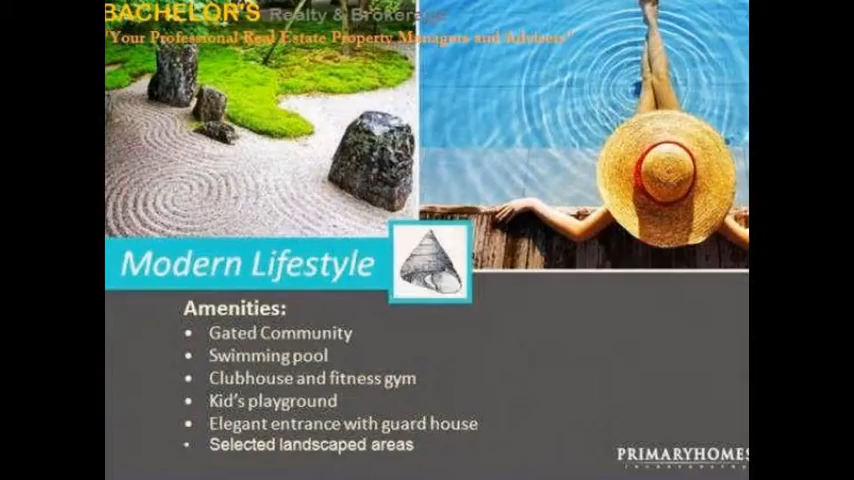 BACHELOR'S Realty & Brokerage
"Your Professional Real Estate Property Managers and Advisers"
Modern Lifestyle
Amenities:
• Gated Community
• Swimming pool
• Clubhouse and fitness gym
• Kid's playground
• Elegant entrance with guard house
• Selected landscaped areas
PRIMARYHOMES